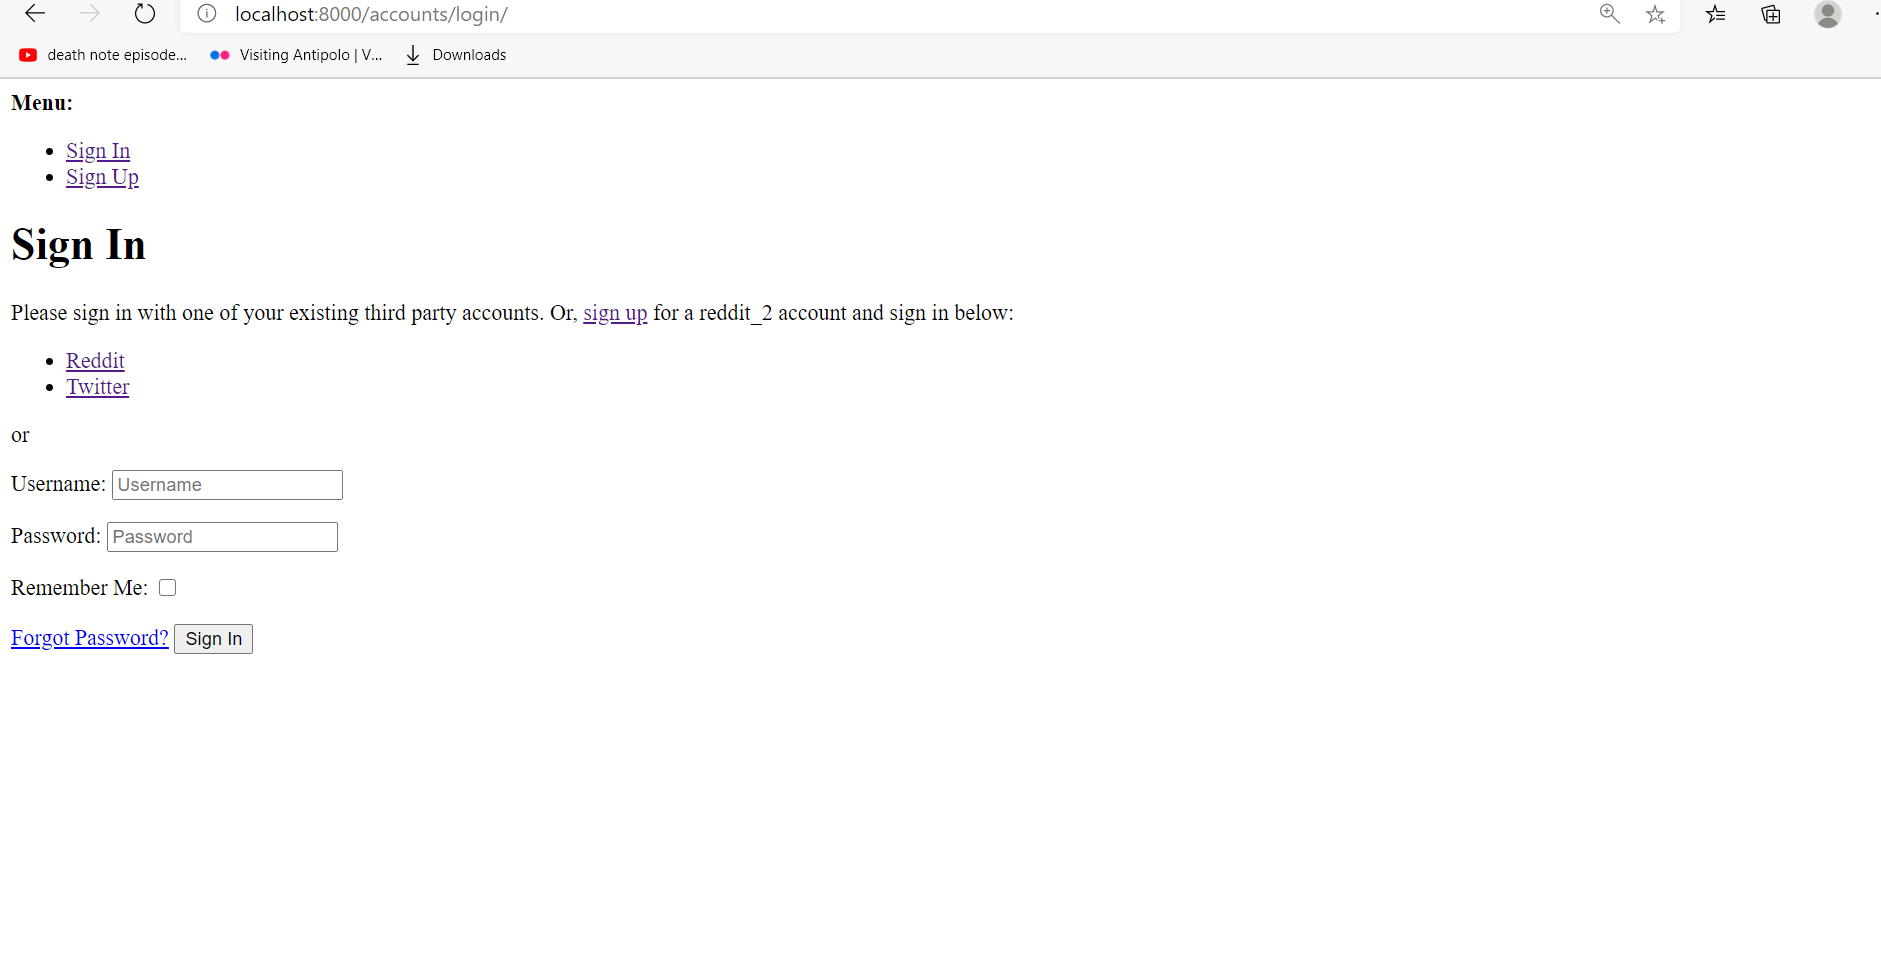 localhost:8000/accounts/login/
death note episode... Visiting Antipolo | V... Downloads
Menu:
Sign In
Sign Up
Sign In
Please sign in with one of your existing third party accounts. Or, sign up for a reddit_2 account and sign in below:
Reddit
Twitter
or
Username: Username
Password: Password
Remember Me:
Forgot Password? Sign In